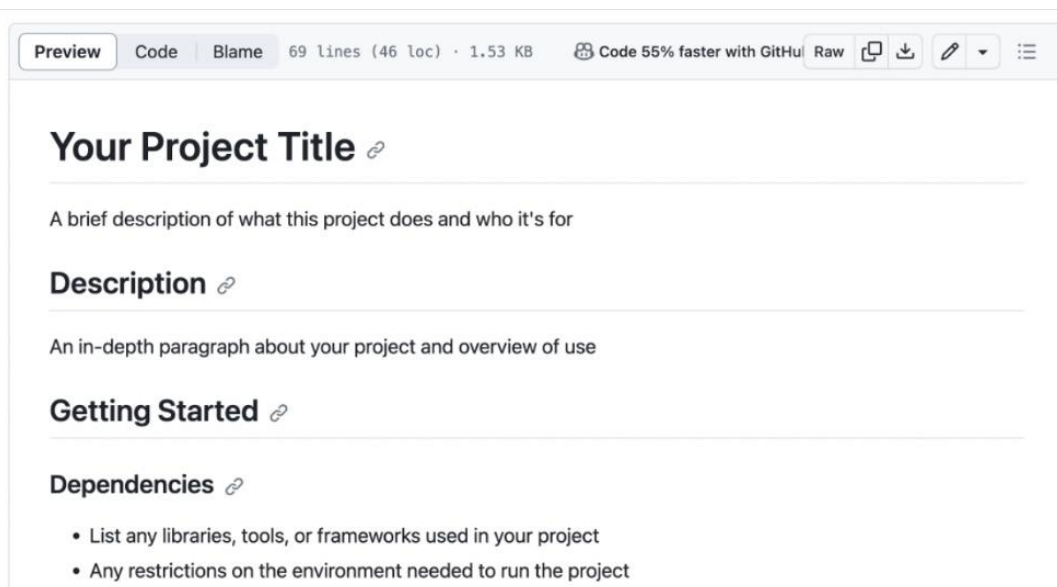 Preview Code Blame 69 lines (46 loc) · 1.53 KB Code 55% faster with GitHu Raw
Your Project Title
A brief description of what this project does and who it's for
Description
An in-depth paragraph about your project and overview of use
Getting Started
Dependencies
• List any libraries, tools, or frameworks used in your project
• Any restrictions on the environment needed to run the project